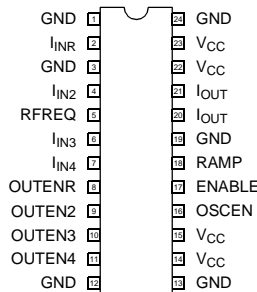 GND 1 24 GND
I_INR 2 23 V_CC
GND 3 22 V_CC
I_IN2 4 21 I_OUT
RFREQ 5 20 I_OUT
I_IN3 6 19 GND
I_IN4 7 18 RAMP
OUTENR 8 17 ENABLE
OUTEN2 9 16 OSCEN
OUTEN3 10 15 V_CC
OUTEN4 11 14 V_CC
GND 12 13 GND